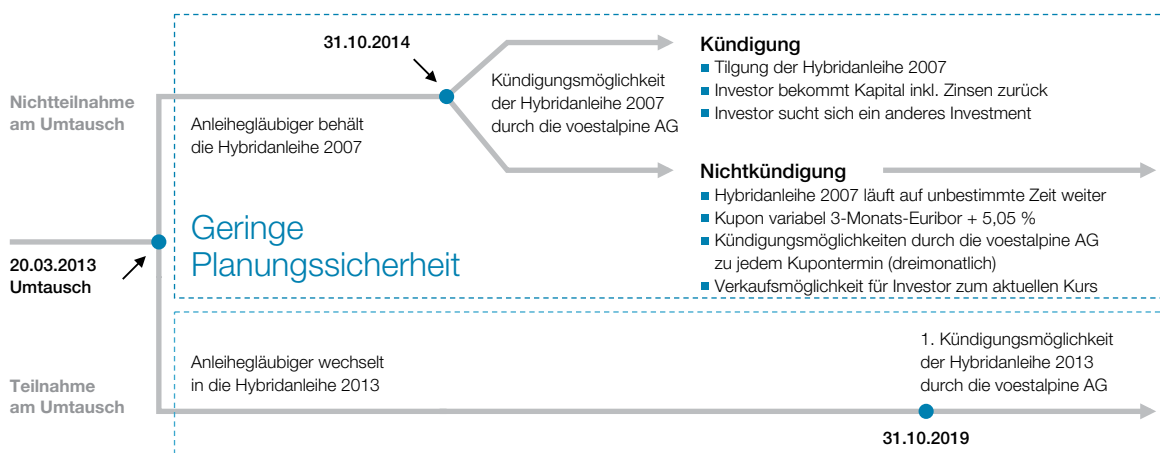 31.10.2014
Nichtteilnahme
am Umtausch
Anleihegläubiger behält
die Hybridanleihe 2007
Kündigungsmöglichkeit
der Hybridanleihe 2007
durch die voestalpine AG
Kündigung
Tilgung der Hybridanleihe 2007
Investor bekommt Kapital inkl. Zinsen zurück
Investor sucht sich ein anderes Investment
Nichtkündigung
Hybridanleihe 2007 läuft auf unbestimmte Zeit weiter
Kupon variabel 3-Monats-Euribor + 5,05 %
Kündigungsmöglichkeiten durch die voestalpine AG
zu jedem Kupontermin (dreimonatlich)
Verkaufsmöglichkeit für Investor zum aktuellen Kurs
Geringe
Planungssicherheit
20.03.2013
Umtausch
Anleihegläubiger wechselt
in die Hybridanleihe 2013
1. Kündigungsmöglichkeit
der Hybridanleihe 2013
durch die voestalpine AG
Teilnahme
am Umtausch
31.10.2019